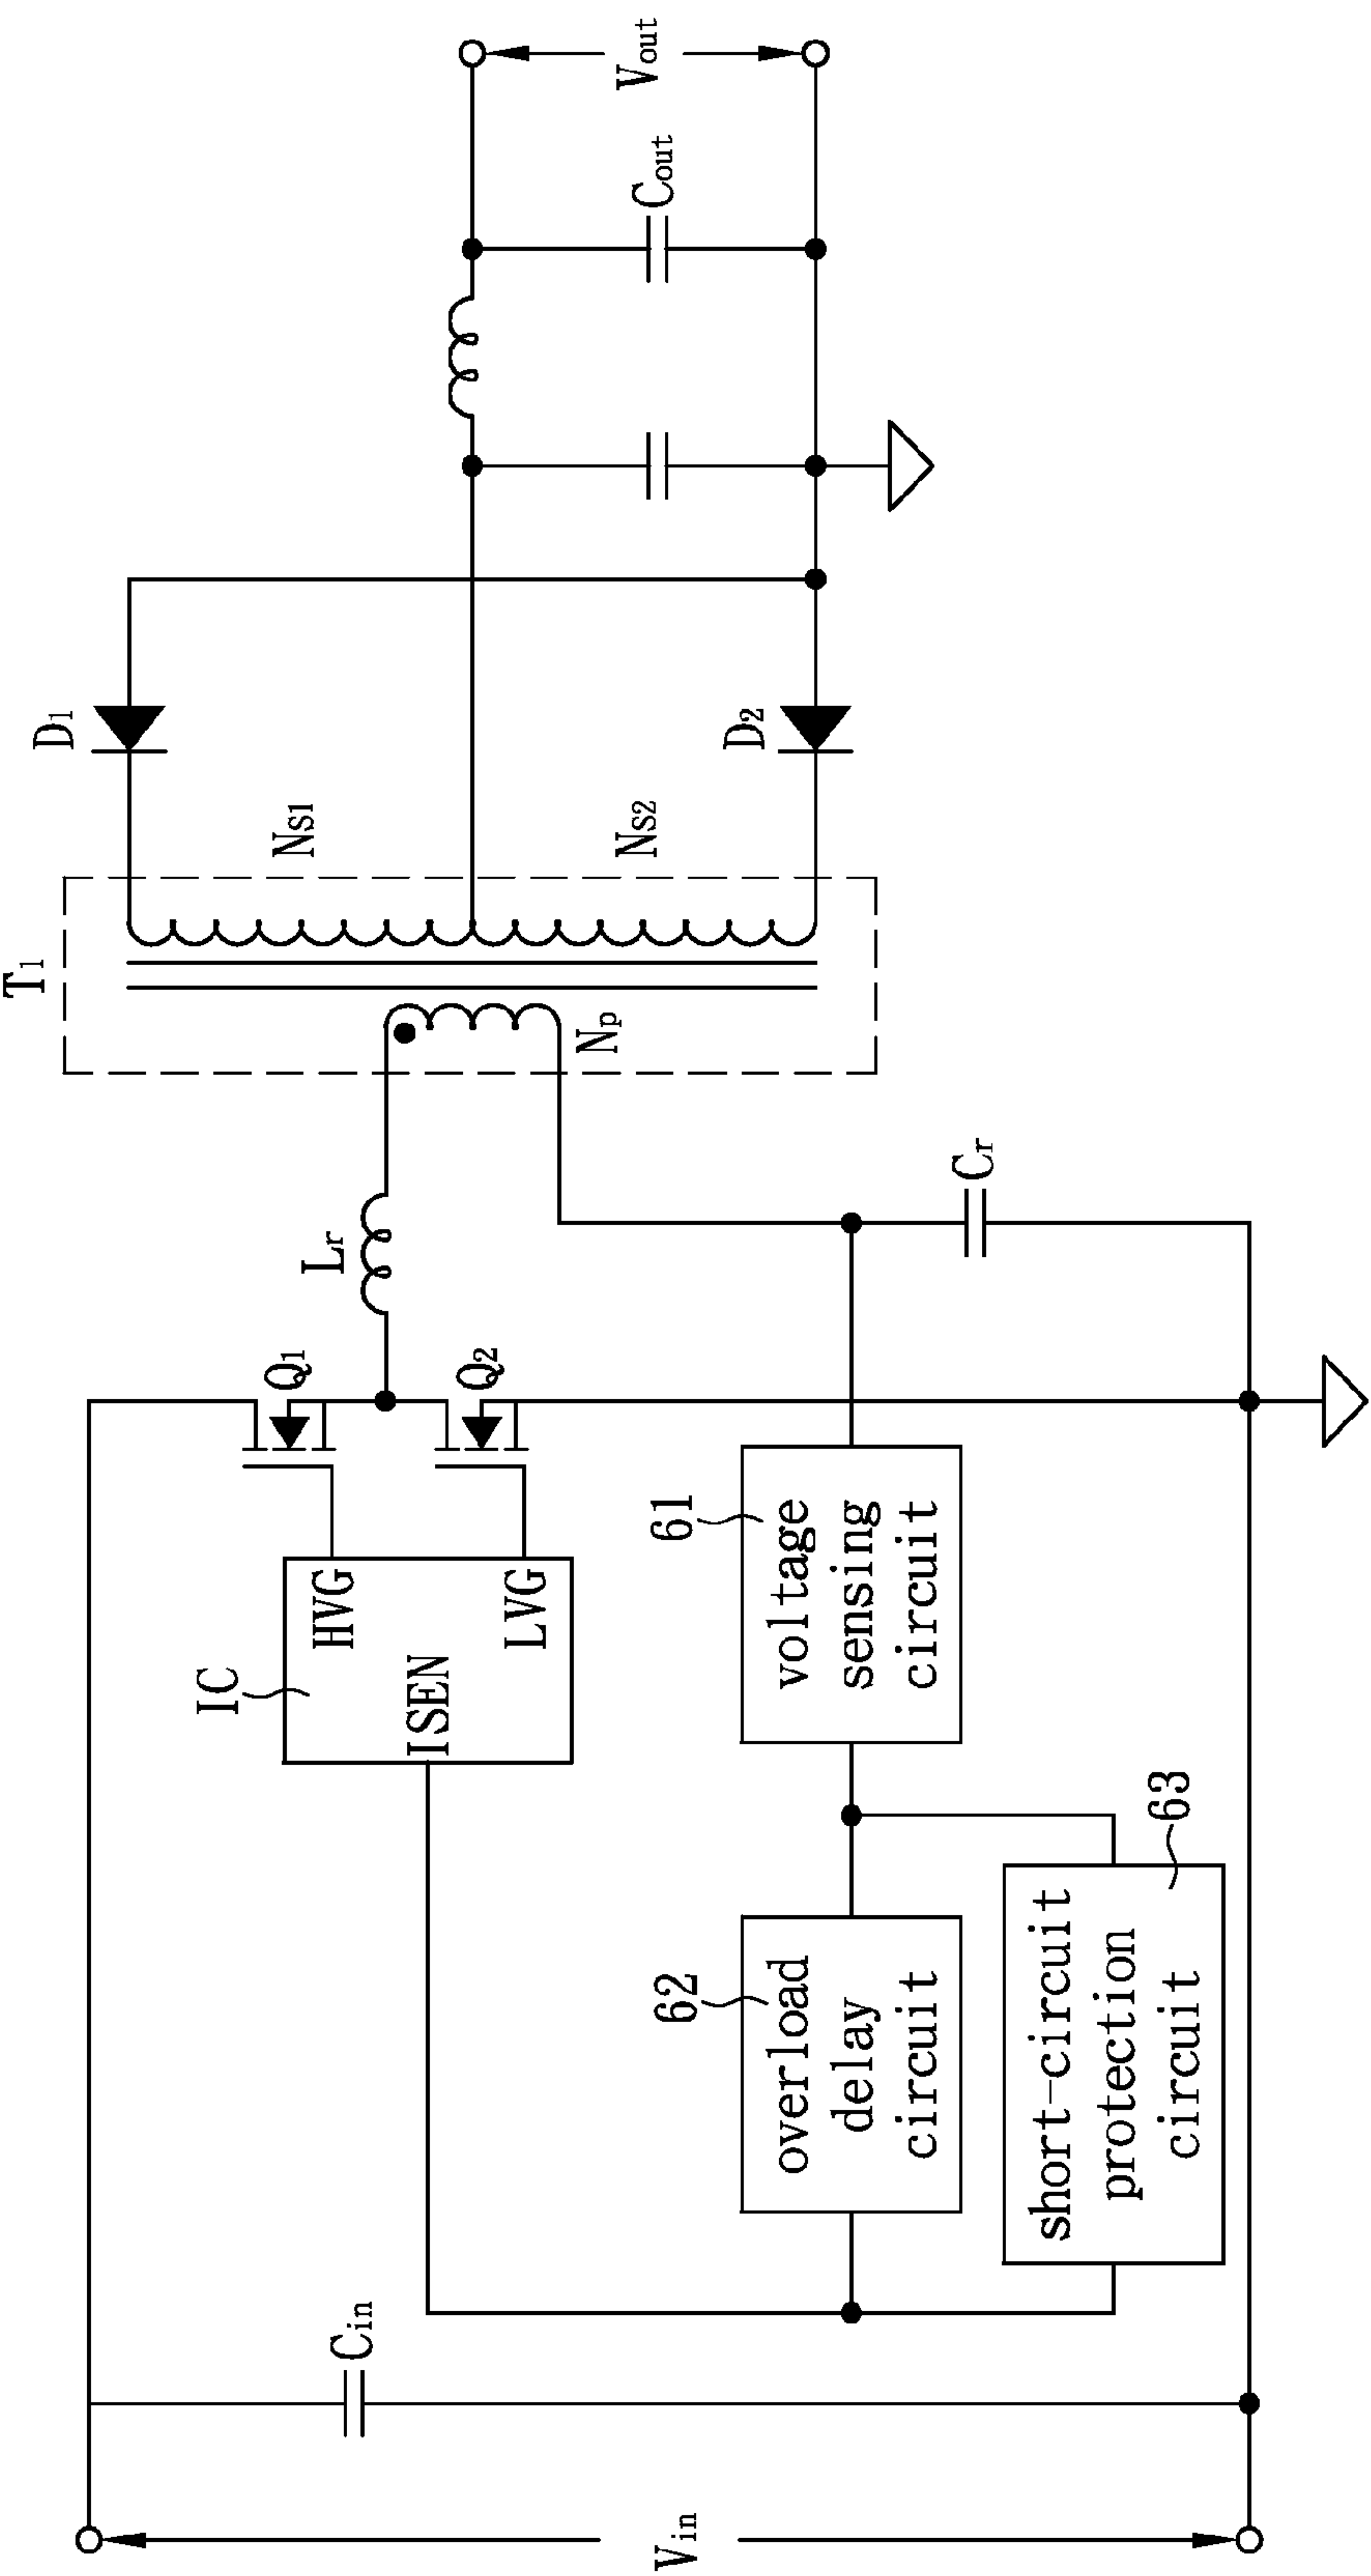 T1
D1
NS1
NS2
D2
Np
Cout
Vout
Lr
Q1
Q2
Cr
IC
HVG
ISEN
LVG
61
voltage
sensing
circuit
62
overload
delay
circuit
63
short-circuit
protection
circuit
Cin
Vin